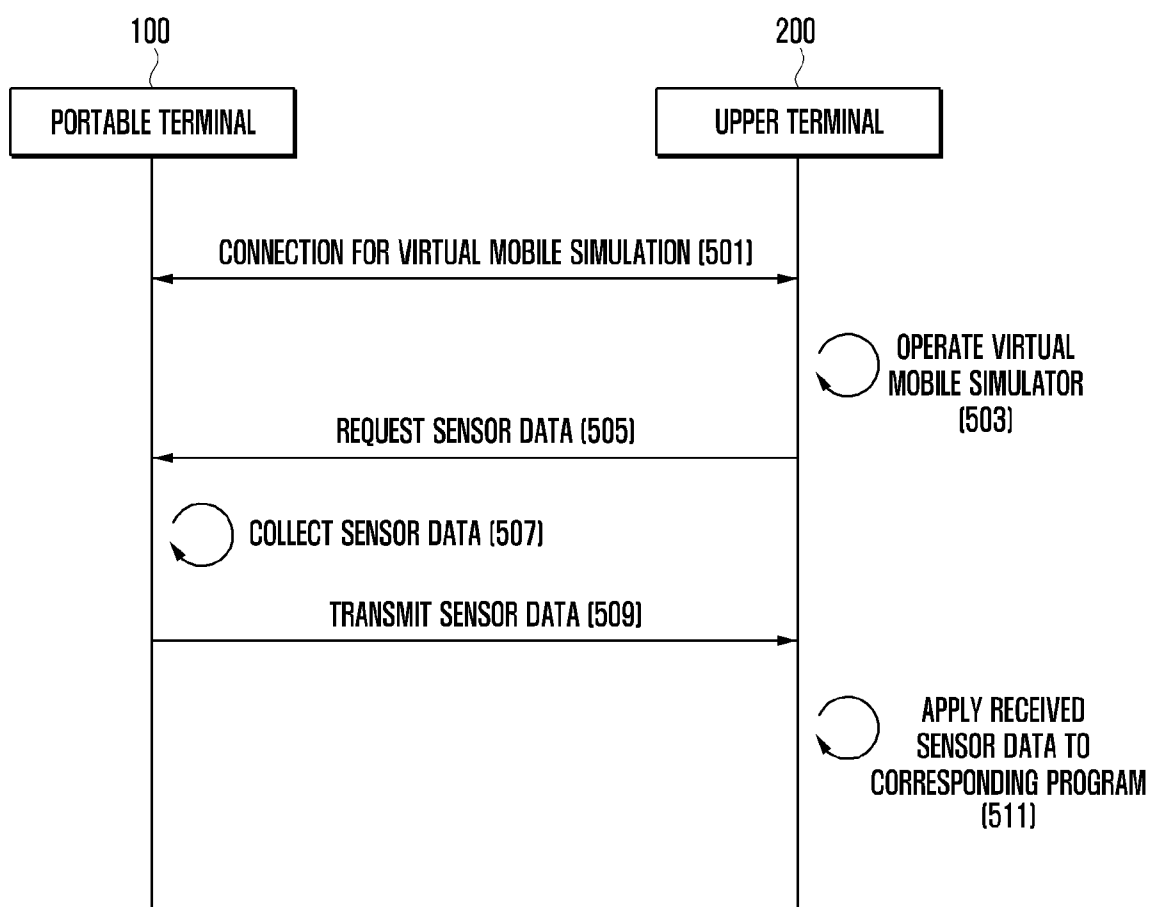 100
200
PORTABLE TERMINAL
UPPER TERMINAL
CONNECTION FOR VIRTUAL MOBILE SIMULATION (501)
OPERATE VIRTUAL
MOBILE SIMULATOR
(503)
REQUEST SENSOR DATA (505)
COLLECT SENSOR DATA (507)
TRANSMIT SENSOR DATA (509)
APPLY RECEIVED
SENSOR DATA TO
CORRESPONDING PROGRAM
(511)